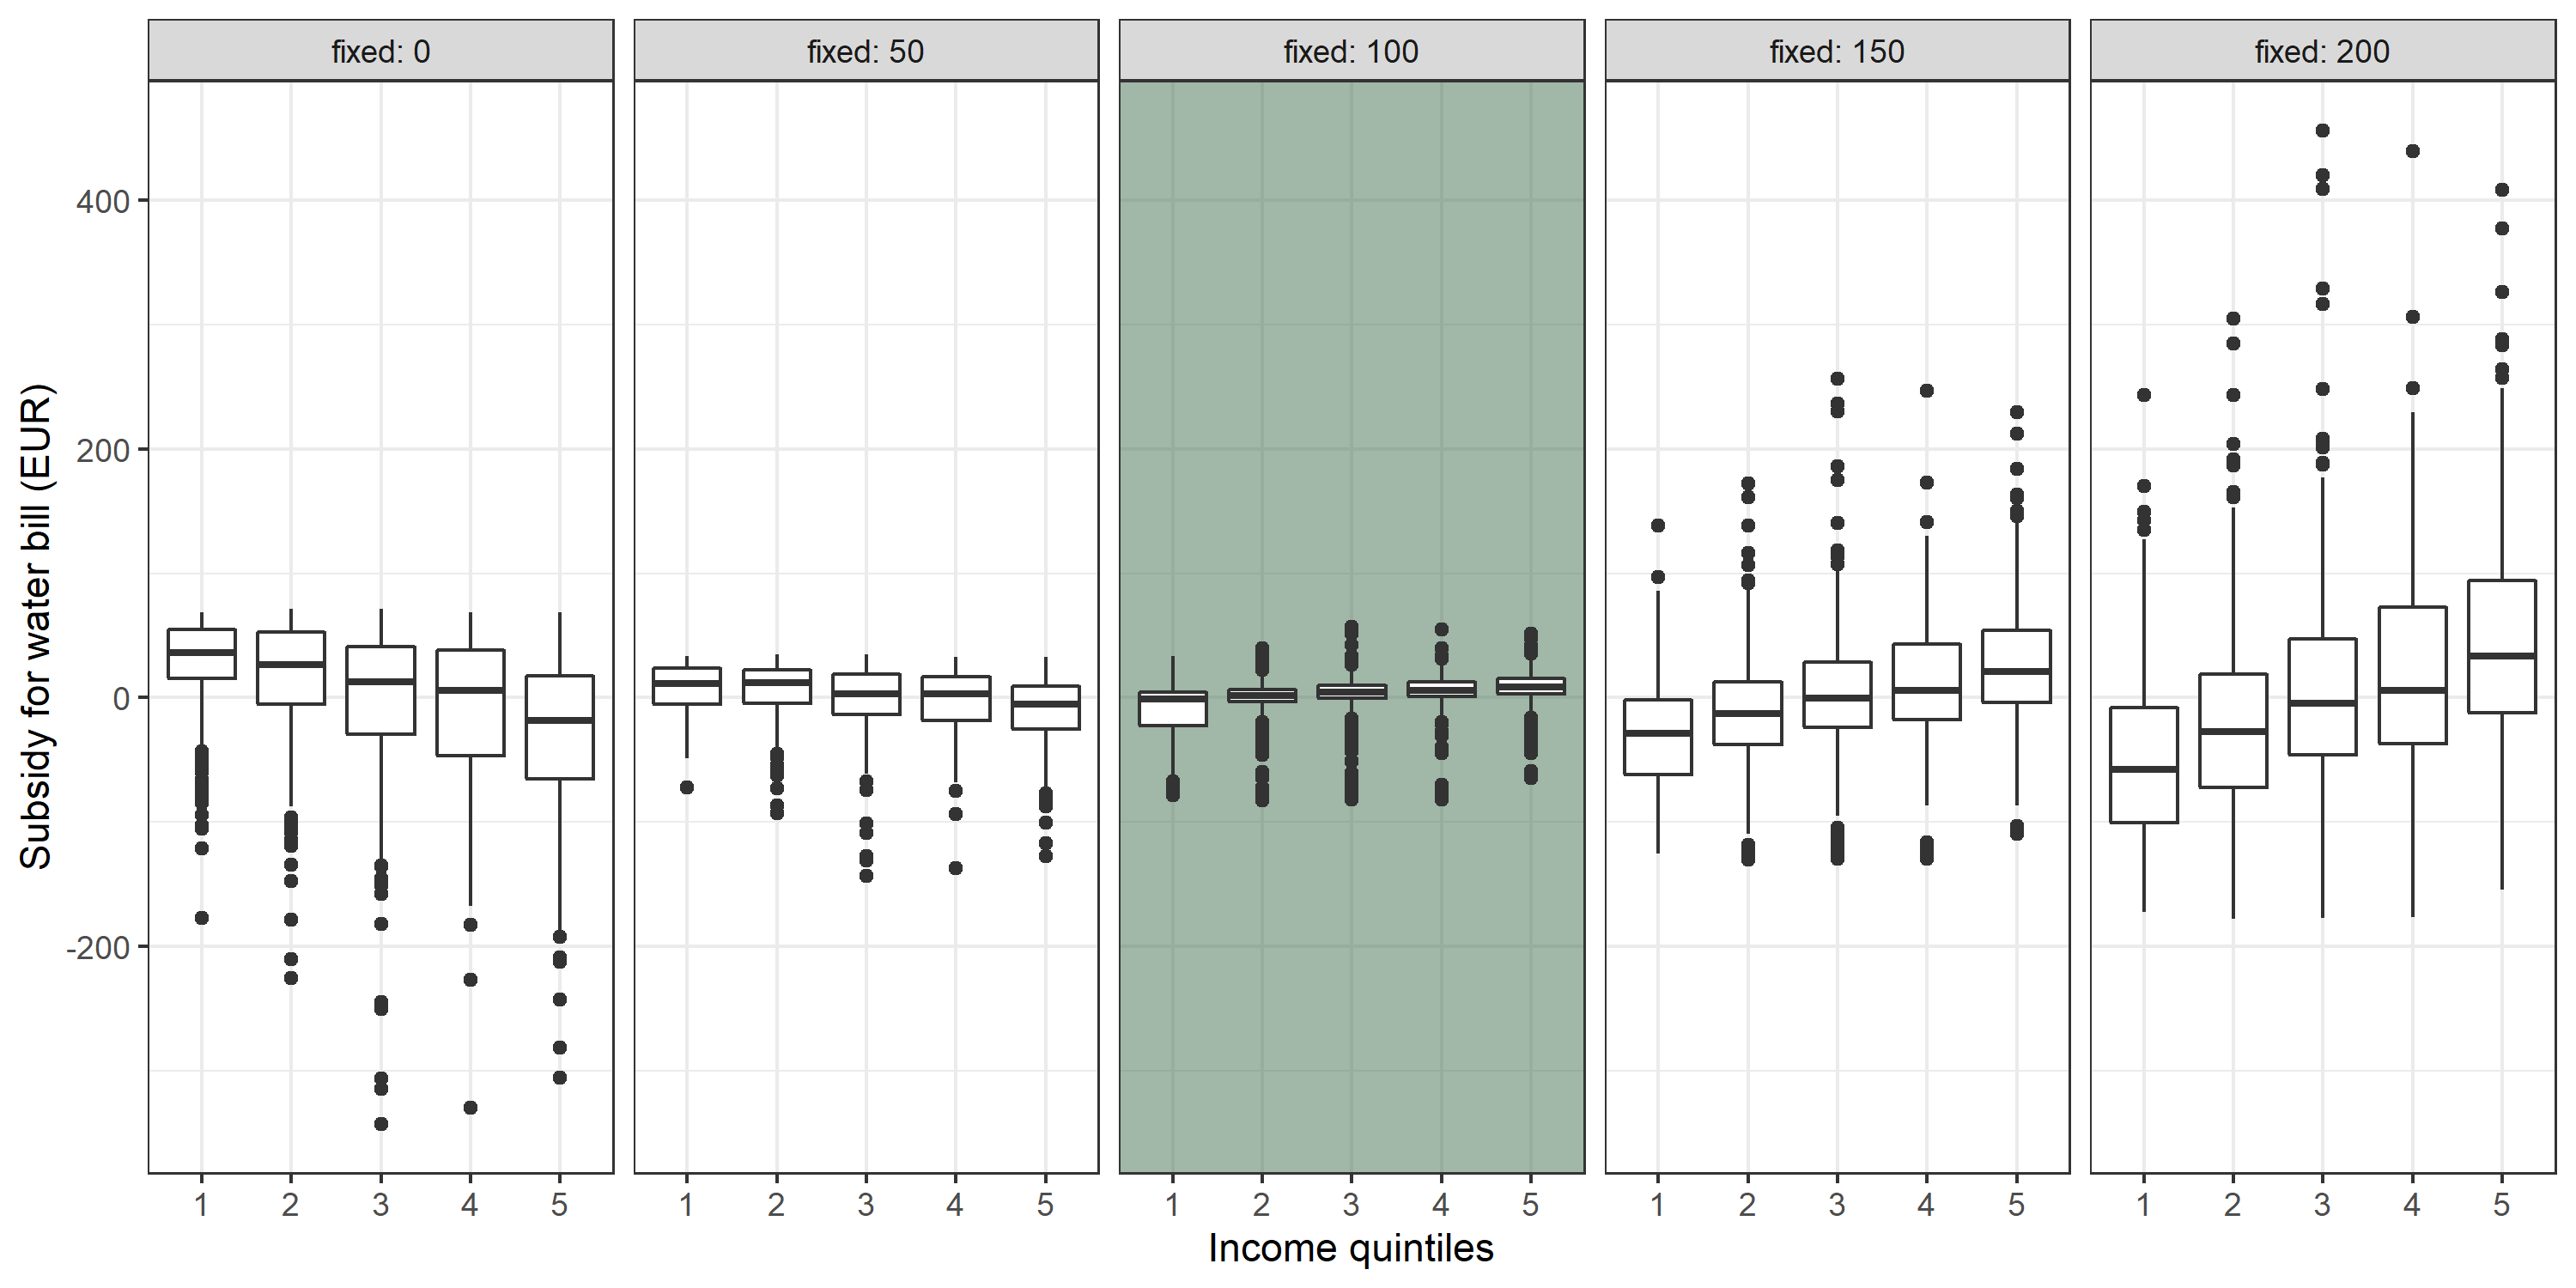 fixed: 0
fixed: 50
fixed: 100
fixed: 150
fixed: 200
Subsidy for water bill (EUR)
400
200
0
-200
1 2 3 4 5
1 2 3 4 5
1 2 3 4 5
1 2 3 4 5
1 2 3 4 5
Income quintiles